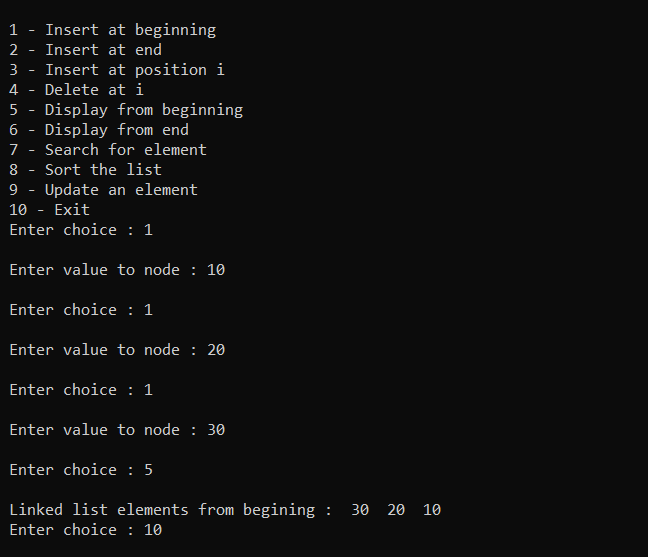 1 - Insert at beginning
2 - Insert at end
3 - Insert at position i
4 - Delete at i
5 - Display from beginning
6 - Display from end
7 - Search for element
8 - Sort the list
9 - Update an element
10 - Exit
Enter choice : 1
Enter value to node : 10
Enter choice : 1
Enter value to node : 20
Enter choice : 1
Enter value to node : 30
Enter choice : 5
Linked list elements from begining :  30  20  10
Enter choice : 10